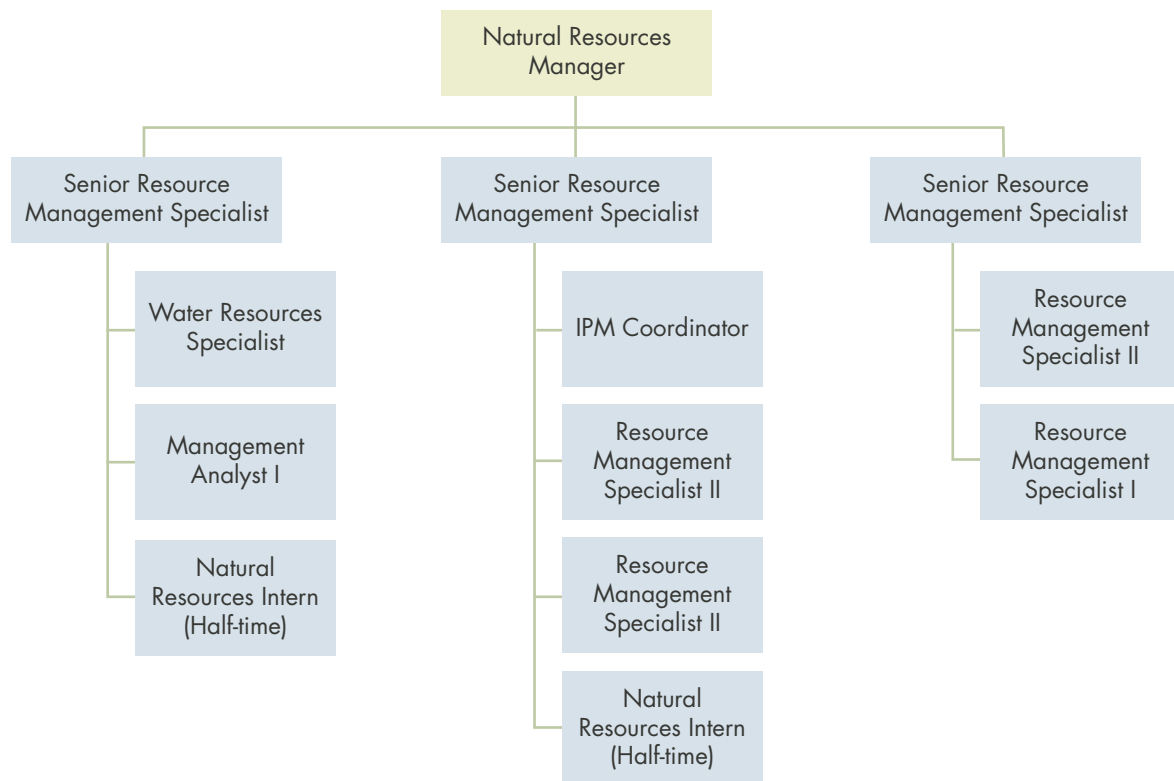 Natural Resources
Manager
Senior Resource
Management Specialist
Water Resources
Specialist
Management
Analyst I
Natural
Resources Intern
(Half-time)
Senior Resource
Management Specialist
IPM Coordinator
Resource
Management
Specialist II
Resource
Management
Specialist II
Natural
Resources Intern
(Half-time)
Senior Resource
Management Specialist
Resource
Management
Specialist II
Resource
Management
Specialist I